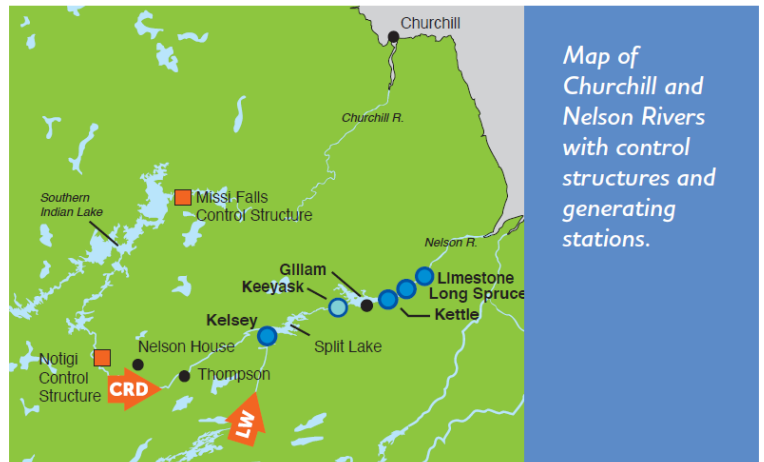 Churchill
Map of
Churchill and
Nelson Rivers
with control
structures and
generating
stations.
Churchill R.
Southern
Indian Lake
Missi Falls
Control Structure
Nelson R.
Gillam
Keeyask
Limestone
Long Spruce
Kettle
Kelsey
Split Lake
Notigi
Control
Structure
Nelson House
Thompson
CRD
LW